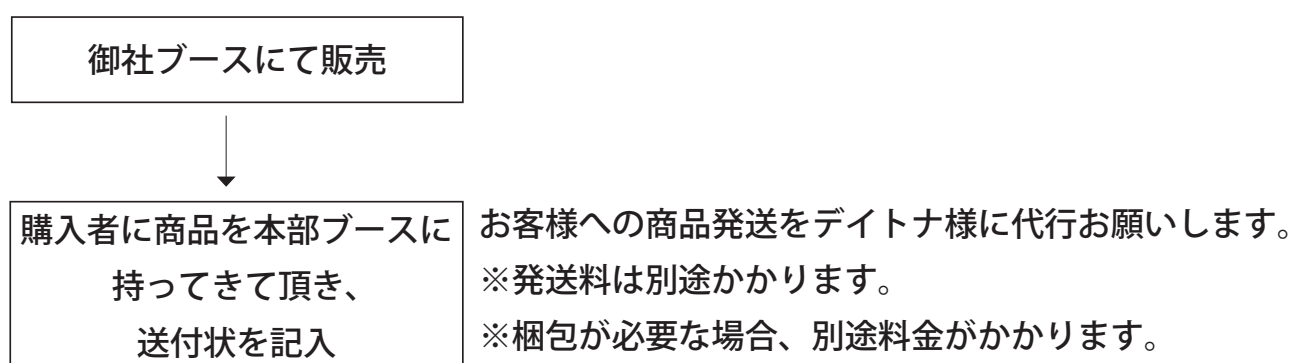 御社ブースにて販売
購入者に商品を本部ブースに
持ってきて頂き、
送付状を記入
お客様への商品発送をデイトナ様に代行お願いします。
※発送料は別途かかります。
※梱包が必要な場合、別途料金がかかります。